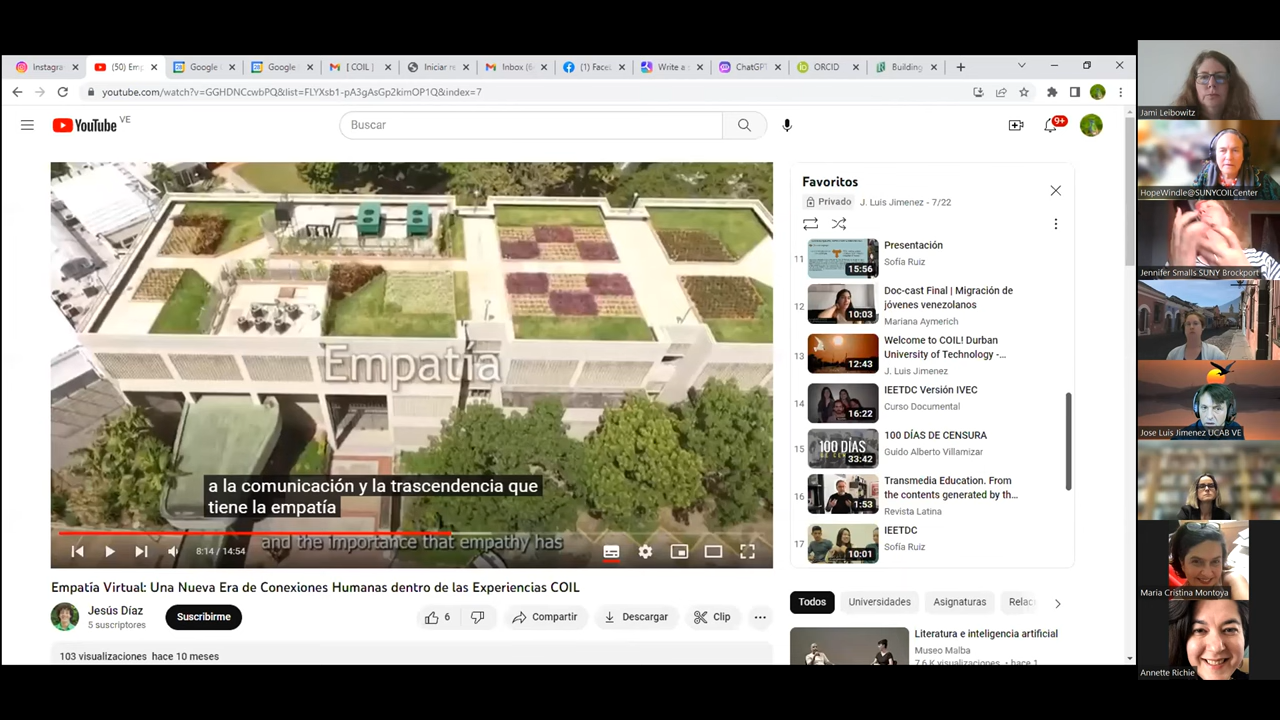 Instagra
(50) Emp
Google
Google
[ COIL ]
Iniciar
Inbox (6
(1) Face
Write a
ChatGPT
ORCID
Building
youtube.com/watch?v=GGHDNCcwbPQ&list=FLYXsb1-pA3gAsGp2kimOP1Q&index=7
YouTube VE
Buscar
9+
Empatía
a la comunicación y la trascendencia que
tiene la empatía
and the importance that empathy has
8:14 / 14:54
Empatía Virtual: Una Nueva Era de Conexiones Humanas dentro de las Experiencias COIL
Jesús Díaz
5 suscriptores
Suscribirme
6
Compartir
Descargar
Clip
103 visualizaciones hace 10 meses
Favoritos
Privado J. Luis Jimenez - 7/22
11
15:56
Presentación
Sofía Ruiz
12
10:03
Doc-cast Final | Migración de
jóvenes venezolanos
Mariana Aymerich
13
12:43
Welcome to COIL! Durban
University of Technology -...
J. Luis Jimenez
14
16:22
IEETDC Versión IVEC
Curso Documental
15
100 DÍAS
33:42
100 DÍAS DE CENSURA
Guido Alberto Villamizar
16
1:53
Transmedia Education. From
the contents generated by th...
Revista Latina
17
10:01
IEETDC
Sofía Ruiz
Todos
Universidades
Asignaturas
Relac
Literatura e inteligencia artificial
Museo Malba
7,6 K visualizaciones • hace 1
Jami Leibowitz
HopeWindle@SUNYCOILCenter
Jennifer Smalls SUNY Brockport
Jose Luis Jimenez UCAB VE
Maria Cristina Montoya
Annette Richie